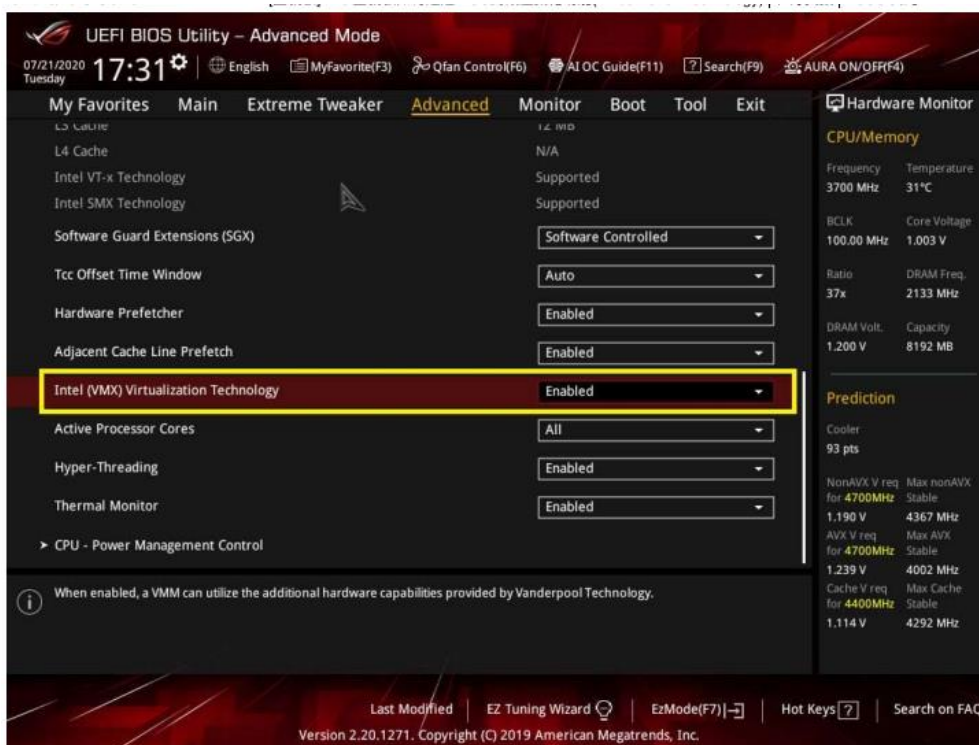 UEFI BIOS Utility – Advanced Mode
07/21/2020
Tuesday
17:31
English
MyFavorite(F3)
Qfan Control(F6)
AI OC Guide(F11)
? Search(F9)
AURA ON/OFF(F4)
My Favorites Main Extreme Tweaker Advanced Monitor Boot Tool Exit
Hardware Monitor
L3 Cache 12 MB
L4 Cache N/A
Intel VT-x Technology Supported
Intel SMX Technology Supported
Software Guard Extensions (SGX) Software Controlled
Tcc Offset Time Window Auto
Hardware Prefetcher Enabled
Adjacent Cache Line Prefetch Enabled
Intel (VMX) Virtualization Technology Enabled
Active Processor Cores All
Hyper-Threading Enabled
Thermal Monitor Enabled
> CPU - Power Management Control
i When enabled, a VMM can utilize the additional hardware capabilities provided by Vanderpool Technology.
CPU/Memory
Frequency Temperature
3700 MHz 31°C
BCLK Core Voltage
100.00 MHz 1.003 V
Ratio DRAM Freq.
37x 2133 MHz
DRAM Volt. Capacity
1.200 V 8192 MB
Prediction
Cooler
93 pts
NonAVX V req Max nonAVX
for 4700MHz Stable
1.190 V 4367 MHz
AVX V req Max AVX
for 4700MHz Stable
1.239 V 4002 MHz
Cache V req Max Cache
for 4400MHz Stable
1.114 V 4292 MHz
Last Modified | EZ Tuning Wizard | EzMode(F7) | Hot Keys ? | Search on FAQ
Version 2.20.1271. Copyright (C) 2019 American Megatrends, Inc.